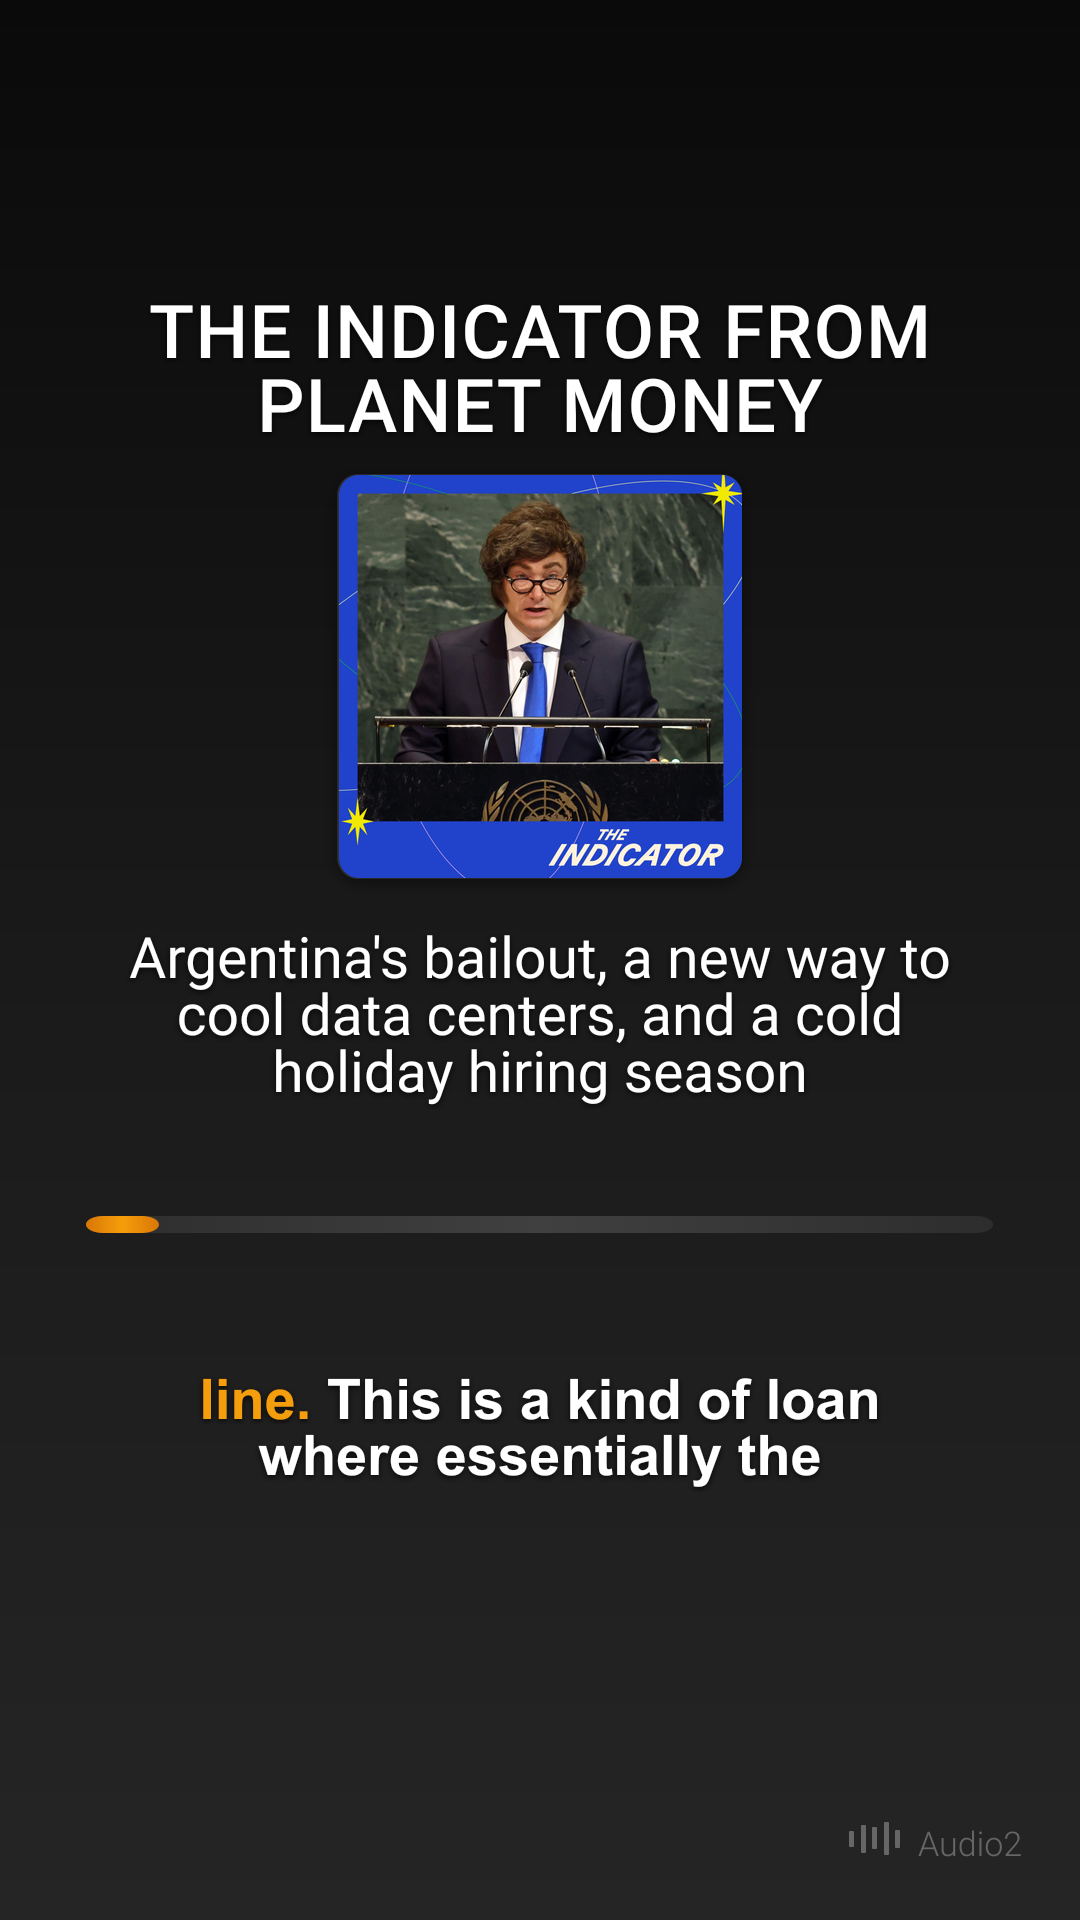 THE INDICATOR FROM
PLANET MONEY
THE
INDICATOR
Argentina's bailout, a new way to
cool data centers, and a cold
holiday hiring season
line. This is a kind of loan
where essentially the
Audio2